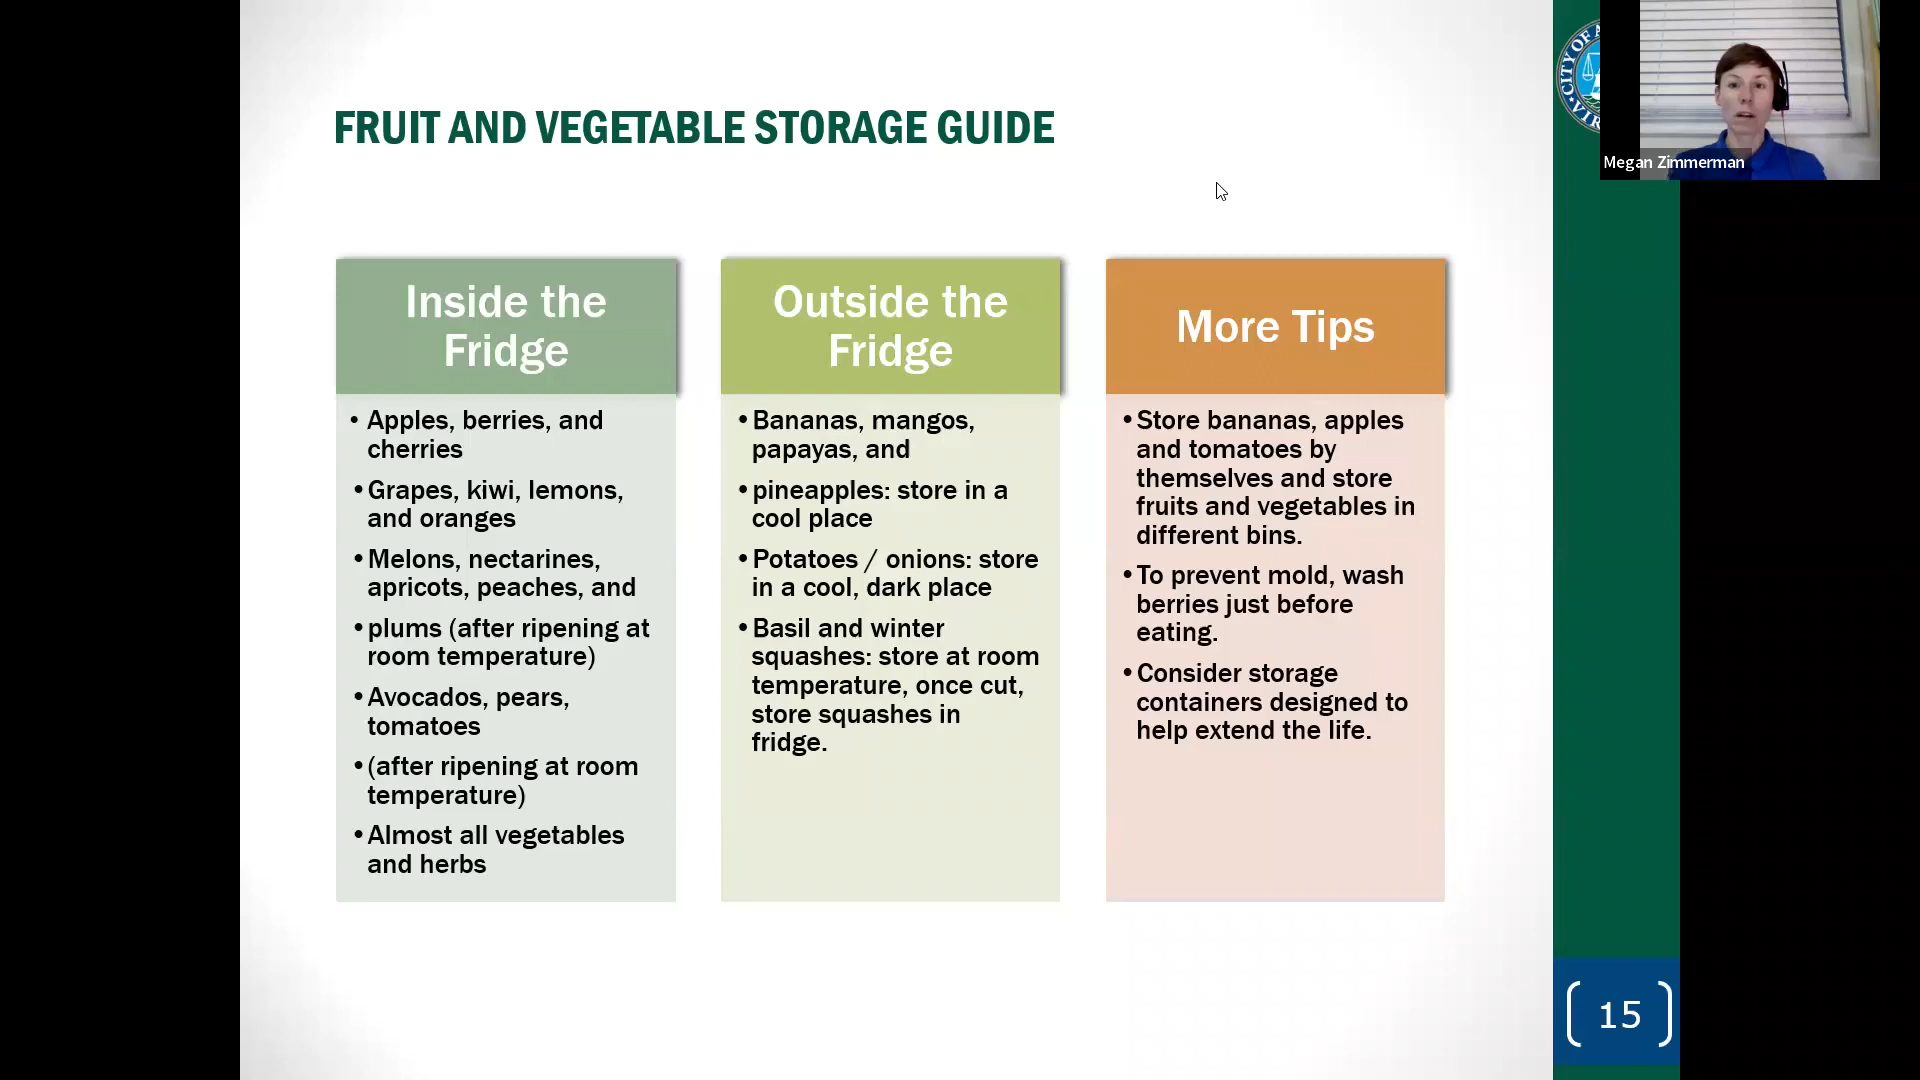 FRUIT AND VEGETABLE STORAGE GUIDE
CITY OF A
VIR
Megan Zimmerman
Inside the
Fridge
• Apples, berries, and
cherries
• Grapes, kiwi, lemons,
and oranges
• Melons, nectarines,
apricots, peaches, and
• plums (after ripening at
room temperature)
• Avocados, pears,
tomatoes
• (after ripening at room
temperature)
• Almost all vegetables
and herbs
Outside the
Fridge
• Bananas, mangos,
papayas, and
• pineapples: store in a
cool place
• Potatoes / onions: store
in a cool, dark place
• Basil and winter
squashes: store at room
temperature, once cut,
store squashes in
fridge.
More Tips
• Store bananas, apples
and tomatoes by
themselves and store
fruits and vegetables in
different bins.
• To prevent mold, wash
berries just before
eating.
• Consider storage
containers designed to
help extend the life.
15